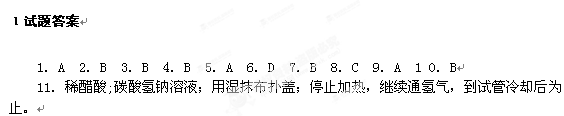 1试题答案
1. A 2. B 3. B 4. B 5. A 6. D 7. B 8. C 9. A 10. B
11. 稀醋酸;碳酸氢钠溶液；用湿抹布扑盖；停止加热，继续通氢气，到试管冷却后为
止。